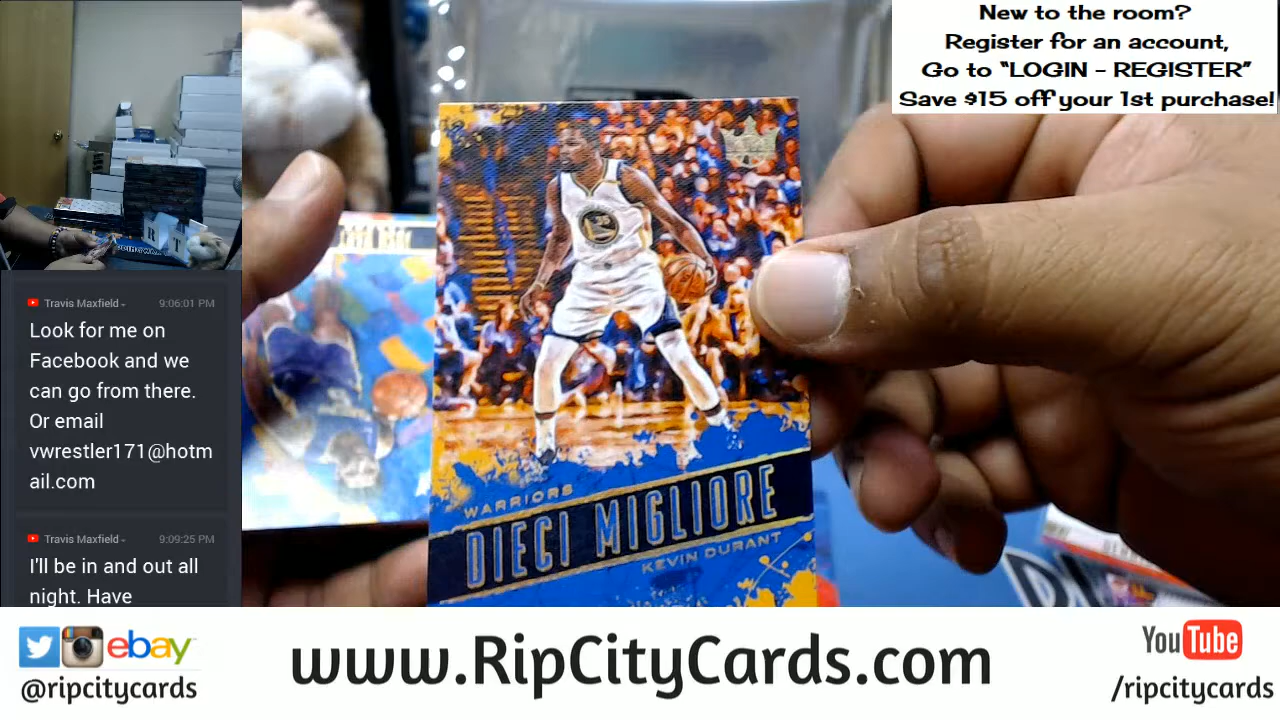 New to the room?
Register for an account,
Go to "LOGIN - REGISTER"
Save $15 off your 1st purchase!
Travis Maxfield
9:06:01 PM
Look for me on
Facebook and we
can go from there.
Or email
vwrestler171@hotm
ail.com
Travis Maxfield
9:09:25 PM
I'll be in and out all
night. Have
WARRIORS
DIECI MIGLIORE
KEVIN DURANT
ebay
@ripcitycards
www.RipCityCards.com
YouTube
/ripcitycards